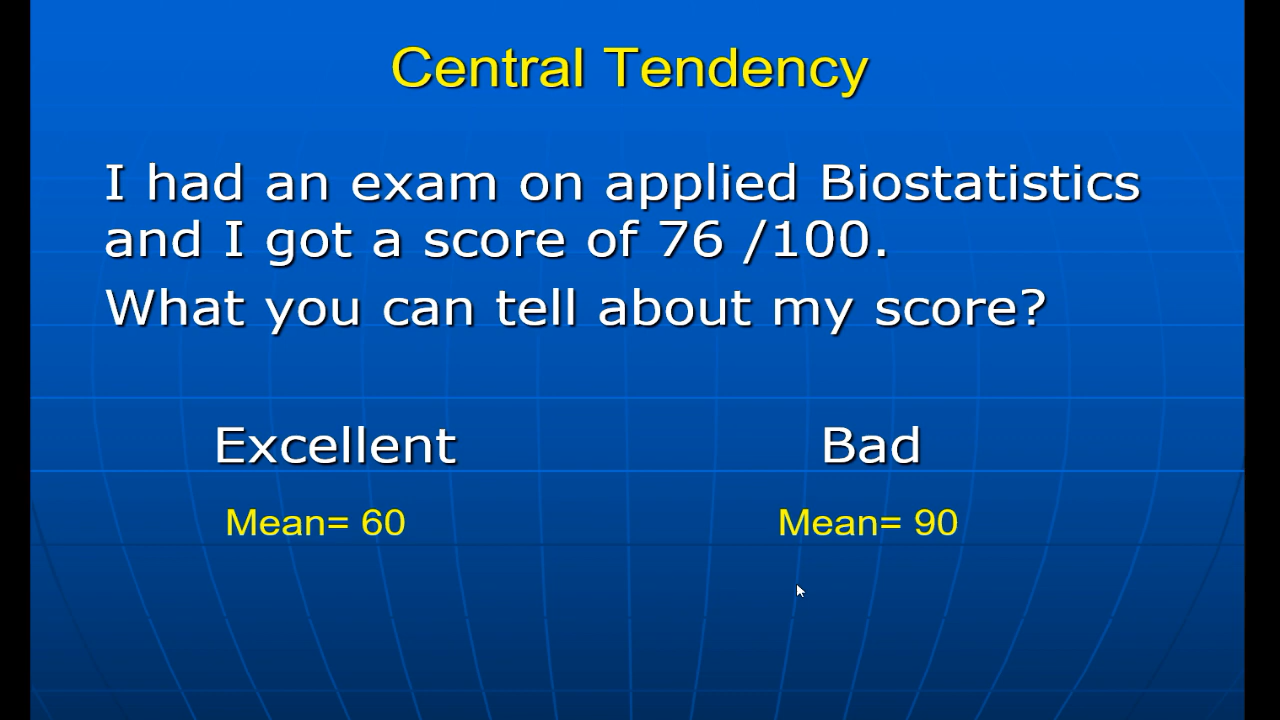 Central Tendency
I had an exam on applied Biostatistics
and I got a score of 76 /100.
What you can tell about my score?
Excellent
Bad
Mean= 60
Mean= 90